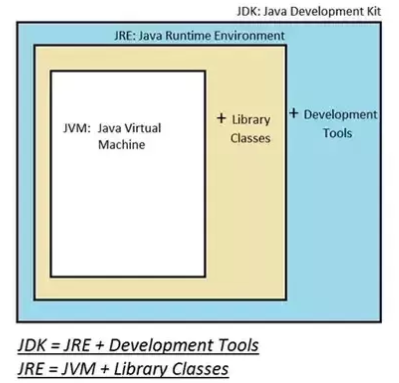 JDK: Java Development Kit
JRE: Java Runtime Environment
JVM: Java Virtual
Machine
+ Library
Classes
+ Development
Tools
JDK = JRE + Development Tools
JRE = JVM + Library Classes